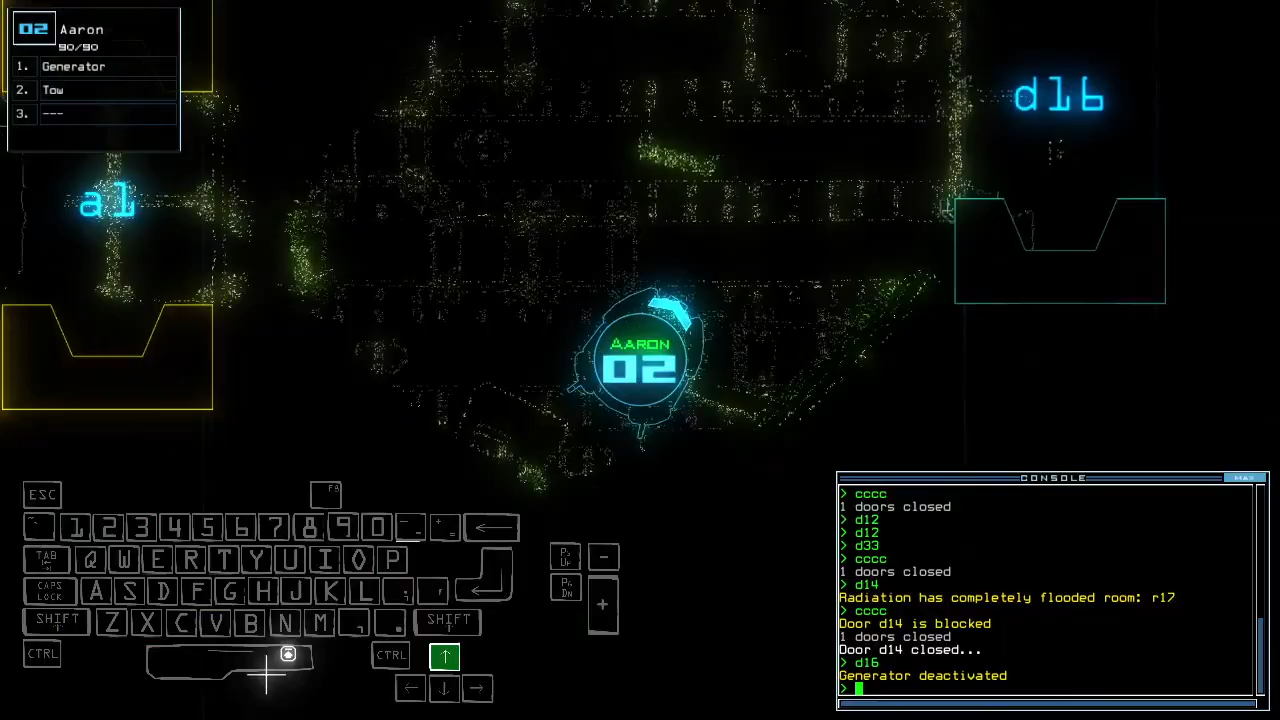 02 Aaron
90/90
1. Generator
2. Tow
3. ---
d16
a1
Aaron
02
ESC
F9
~ 1 2 3 4 5 6 7 8 9 0 - + =
TAB Q W E R T Y U I O P
CAPS LOCK A S D F G H J K L ; '
SHIFT Z X C V B N M , . SHIFT
CTRL CTRL
Pg Up -
Pg Dn +
CONSOLE MAX
> cccc
1 doors closed
> d12
> d12
> d33
> cccc
1 doors closed
> d14
Radiation has completely flooded room: r17
> cccc
Door d14 is blocked
1 doors closed
Door d14 closed...
> d16
Generator deactivated
>